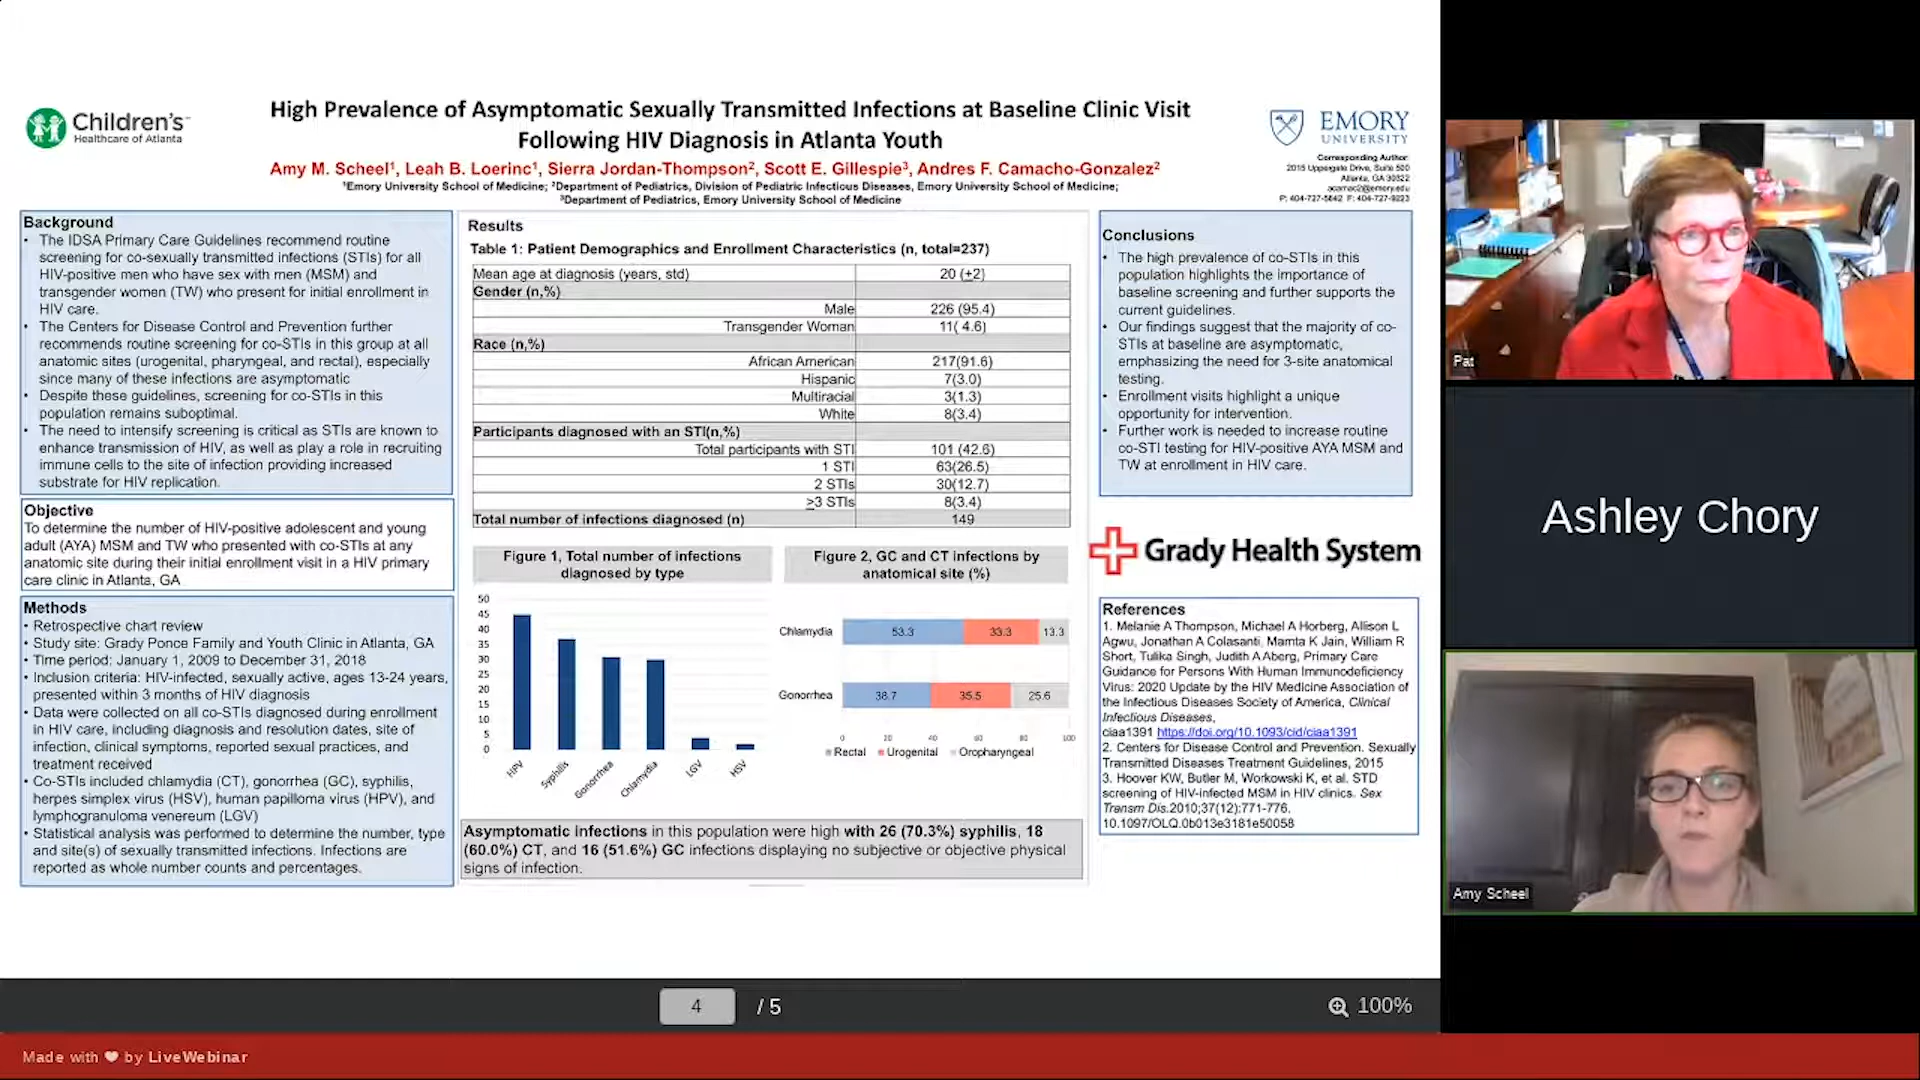 Children's
Healthcare of Atlanta
High Prevalence of Asymptomatic Sexually Transmitted Infections at Baseline Clinic Visit
Following HIV Diagnosis in Atlanta Youth
Amy M. Scheel¹, Leah B. Loerinc¹, Sierra Jordan-Thompson², Scott E. Gillespie³, Andres F. Camacho-Gonzalez²
¹Emory University School of Medicine; ²Department of Pediatrics, Division of Pediatric Infectious Diseases, Emory University School of Medicine;
³Department of Pediatrics, Emory University School of Medicine
EMORY
UNIVERSITY
Corresponding Author:
2015 Uppergate Drive, Suite 500
Atlanta, GA 30322
acamac2@emory.edu
P: 404-727-5642 F: 404-727-9223
Background
• The IDSA Primary Care Guidelines recommend routine
screening for co-sexually transmitted infections (STIs) for all
HIV-positive men who have sex with men (MSM) and
transgender women (TW) who present for initial enrollment in
HIV care.
• The Centers for Disease Control and Prevention further
recommends routine screening for co-STIs in this group at all
anatomic sites (urogenital, pharyngeal, and rectal), especially
since many of these infections are asymptomatic
• Despite these guidelines, screening for co-STIs in this
population remains suboptimal.
• The need to intensify screening is critical as STIs are known to
enhance transmission of HIV, as well as play a role in recruiting
immune cells to the site of infection providing increased
substrate for HIV replication.
Objective
To determine the number of HIV-positive adolescent and young
adult (AYA) MSM and TW who presented with co-STIs at any
anatomic site during their initial enrollment visit in a HIV primary
care clinic in Atlanta, GA
Methods
• Retrospective chart review
• Study site: Grady Ponce Family and Youth Clinic in Atlanta, GA
• Time period: January 1, 2009 to December 31, 2018
• Inclusion criteria: HIV-infected, sexually active, ages 13-24 years,
presented within 3 months of HIV diagnosis
• Data were collected on all co-STIs diagnosed during enrollment
in HIV care, including diagnosis and resolution dates, site of
infection, clinical symptoms, reported sexual practices, and
treatment received
• Co-STIs included chlamydia (CT), gonorrhea (GC), syphilis,
herpes simplex virus (HSV), human papilloma virus (HPV), and
lymphogranuloma venereum (LGV)
• Statistical analysis was performed to determine the number, type
and site(s) of sexually transmitted infections. Infections are
reported as whole number counts and percentages.
Results
Table 1: Patient Demographics and Enrollment Characteristics (n, total=237)
Mean age at diagnosis (years, std) 20 (±2)
Gender (n,%)
Male 226 (95.4)
Transgender Woman 11( 4.6)
Race (n,%)
African American 217(91.6)
Hispanic 7(3.0)
Multiracial 3(1.3)
White 8(3.4)
Participants diagnosed with an STI(n,%)
Total participants with STI 101 (42.6)
1 STI 63(26.5)
2 STIs 30(12.7)
≥3 STIs 8(3.4)
Total number of infections diagnosed (n) 149
Figure 1, Total number of infections
diagnosed by type
50
45
40
35
30
25
20
15
10
5
0
HPV Syphilis Gonorrhea Chlamydia LGV HSV
Figure 2, GC and CT infections by
anatomical site (%)
Chlamydia 53.3 33.3 13.3
Gonorrhea 38.7 35.5 25.6
0 20 40 60 80 100
Rectal Urogenital Oropharyngeal
Asymptomatic infections in this population were high with 26 (70.3%) syphilis, 18
(60.0%) CT, and 16 (51.6%) GC infections displaying no subjective or objective physical
signs of infection.
Conclusions
• The high prevalence of co-STIs in this
population highlights the importance of
baseline screening and further supports the
current guidelines.
• Our findings suggest that the majority of co-
STIs at baseline are asymptomatic,
emphasizing the need for 3-site anatomical
testing.
• Enrollment visits highlight a unique
opportunity for intervention.
• Further work is needed to increase routine
co-STI testing for HIV-positive AYA MSM and
TW at enrollment in HIV care.
Grady Health System
References
1. Melanie A Thompson, Michael A Horberg, Allison L
Agwu, Jonathan A Colasanti, Mamta K Jain, William R
Short, Tulika Singh, Judith A Aberg, Primary Care
Guidance for Persons With Human Immunodeficiency
Virus: 2020 Update by the HIV Medicine Association of
the Infectious Diseases Society of America, Clinical
Infectious Diseases,
ciaa1391 https://doi.org/10.1093/cid/ciaa1391
2. Centers for Disease Control and Prevention. Sexually
Transmitted Diseases Treatment Guidelines, 2015
3. Hoover KW, Butler M, Workowski K, et al. STD
screening of HIV-infected MSM in HIV clinics. Sex
Transm Dis.2010;37(12):771-776.
10.1097/OLQ.0b013e3181e50058
Pat
Ashley Chory
Amy Scheel
4 / 5
100%
Made with ❤ by LiveWebinar